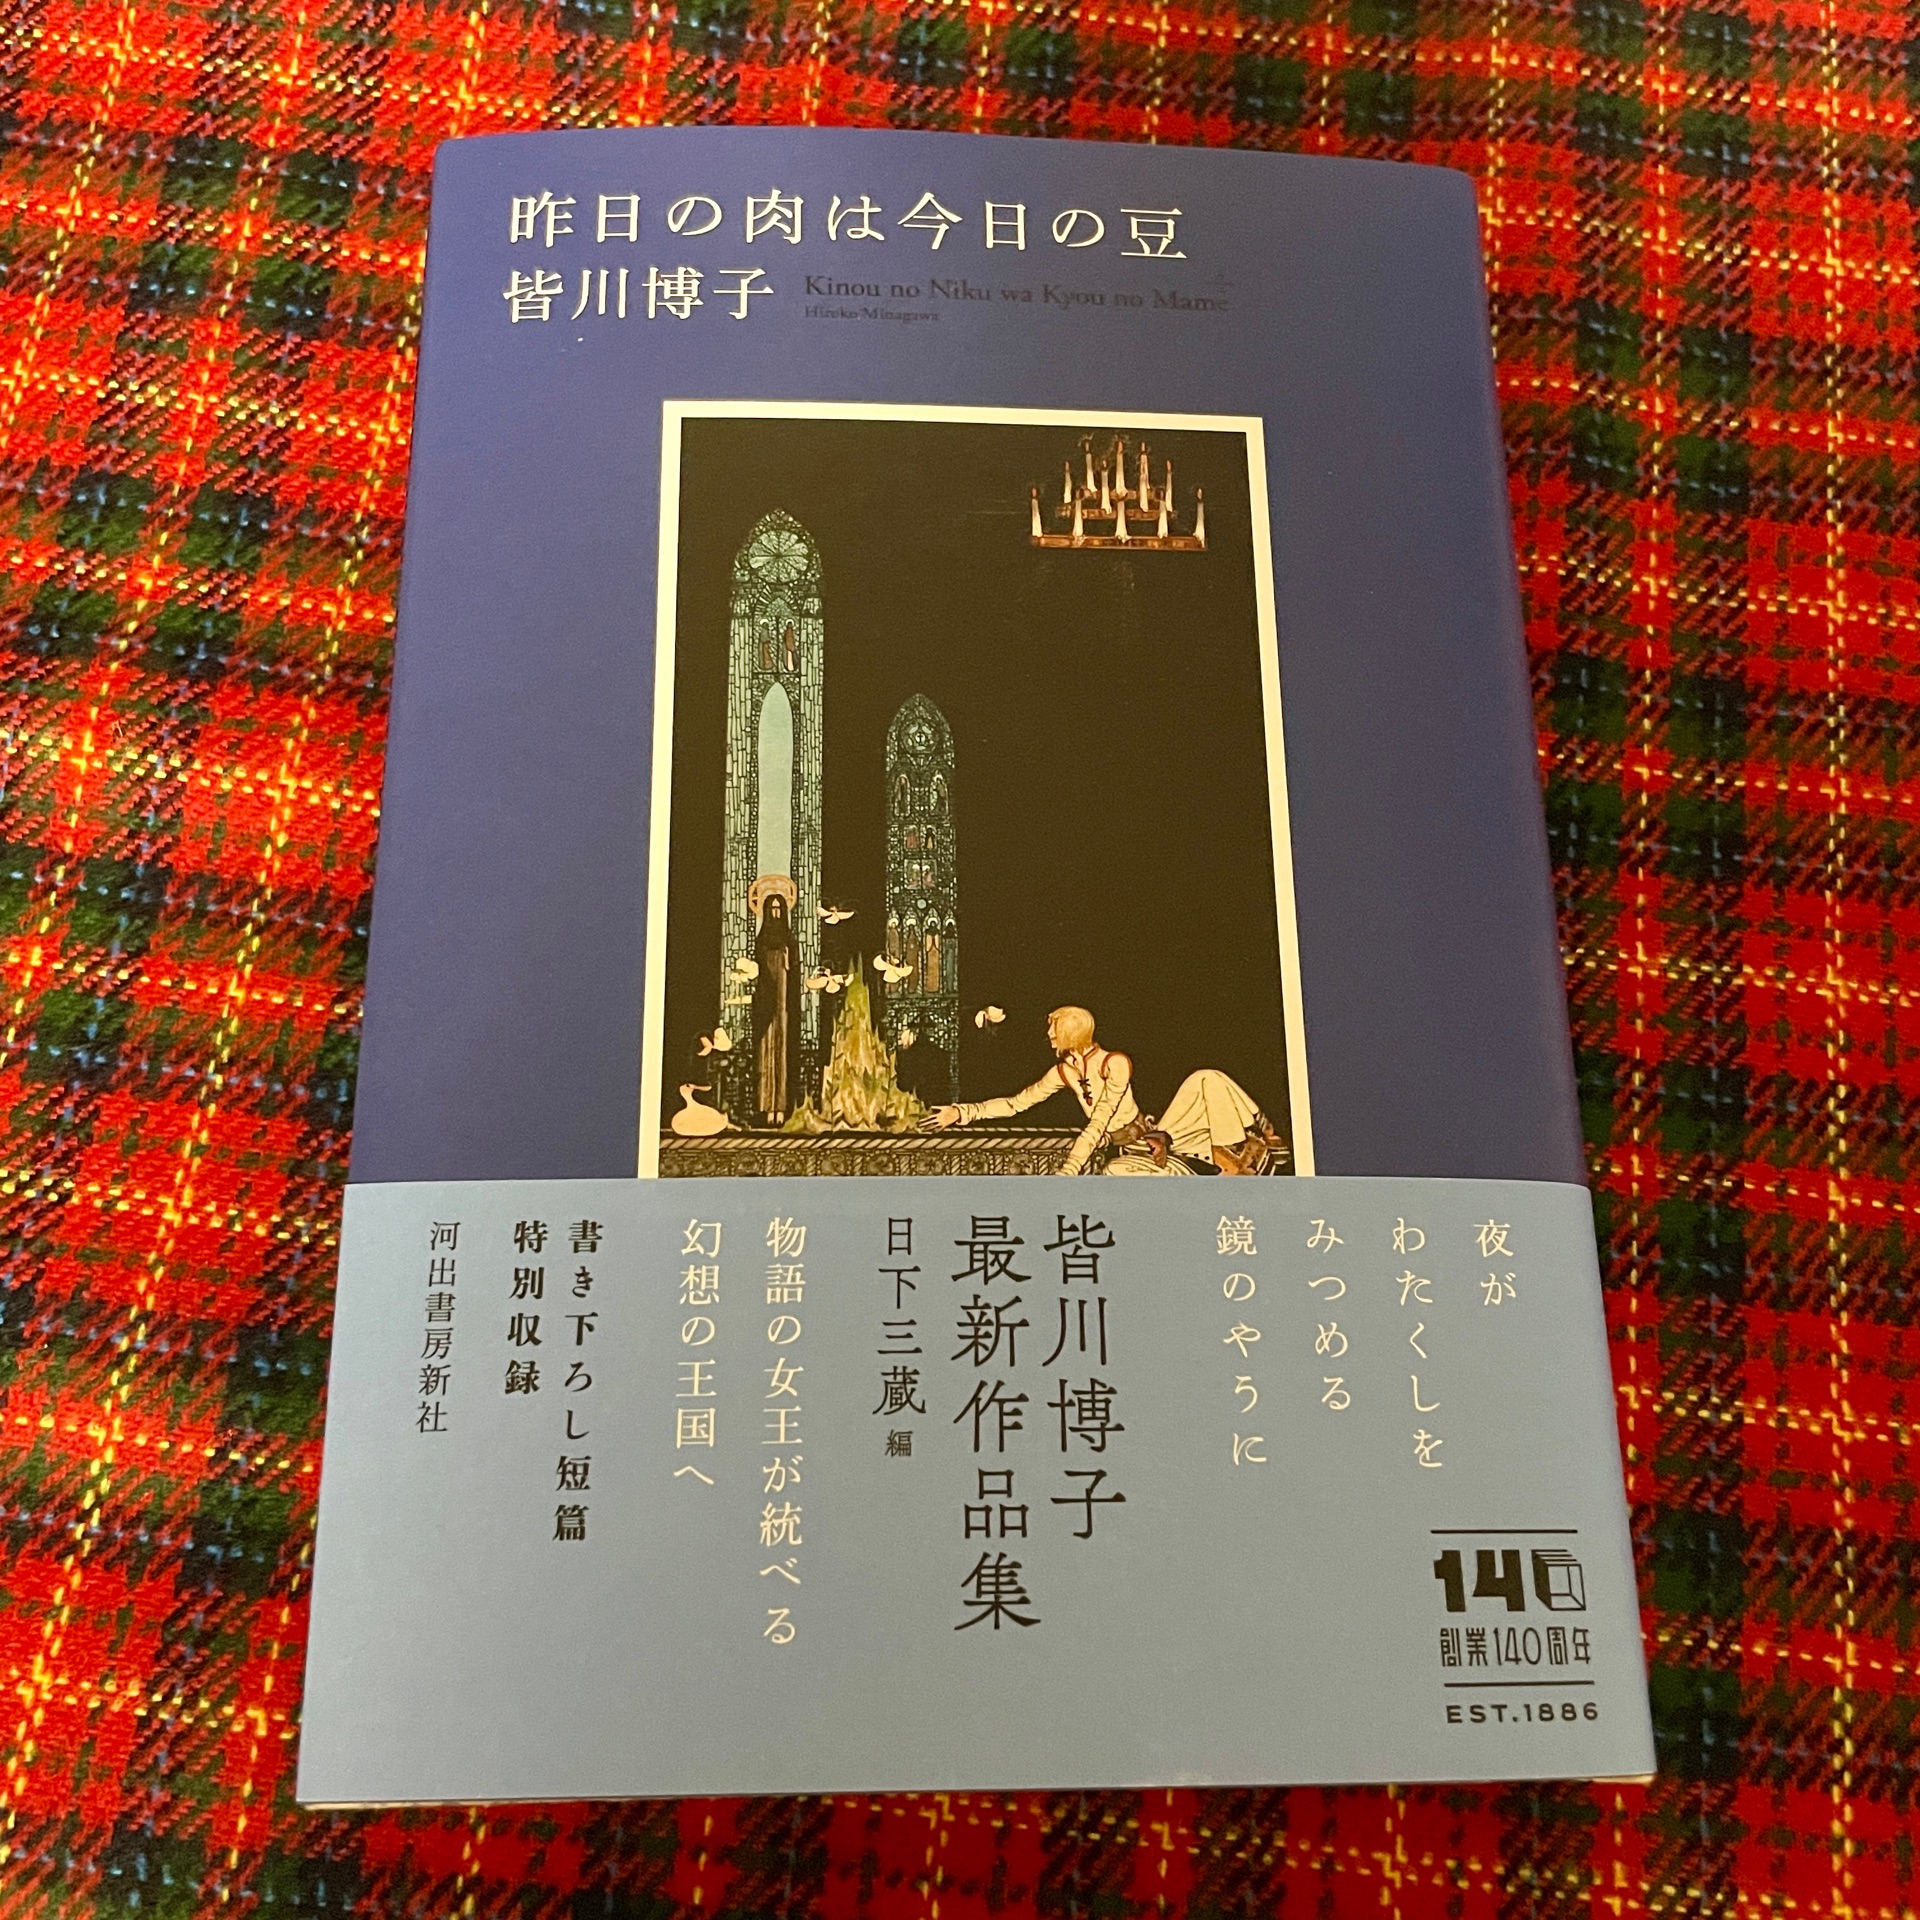 昨日の肉は今日の豆
皆川博子
Kinou no Niku wa Kyou no Mame
Hiroko Minagawa
夜が
わたくしを
みつめる
鏡のやうに
皆川博子
最新作品集
日下三蔵 編
物語の女王が統べる
幻想の王国へ
書き下ろし短篇
特別収録
河出書房新社
140
創業140周年
EST.1886